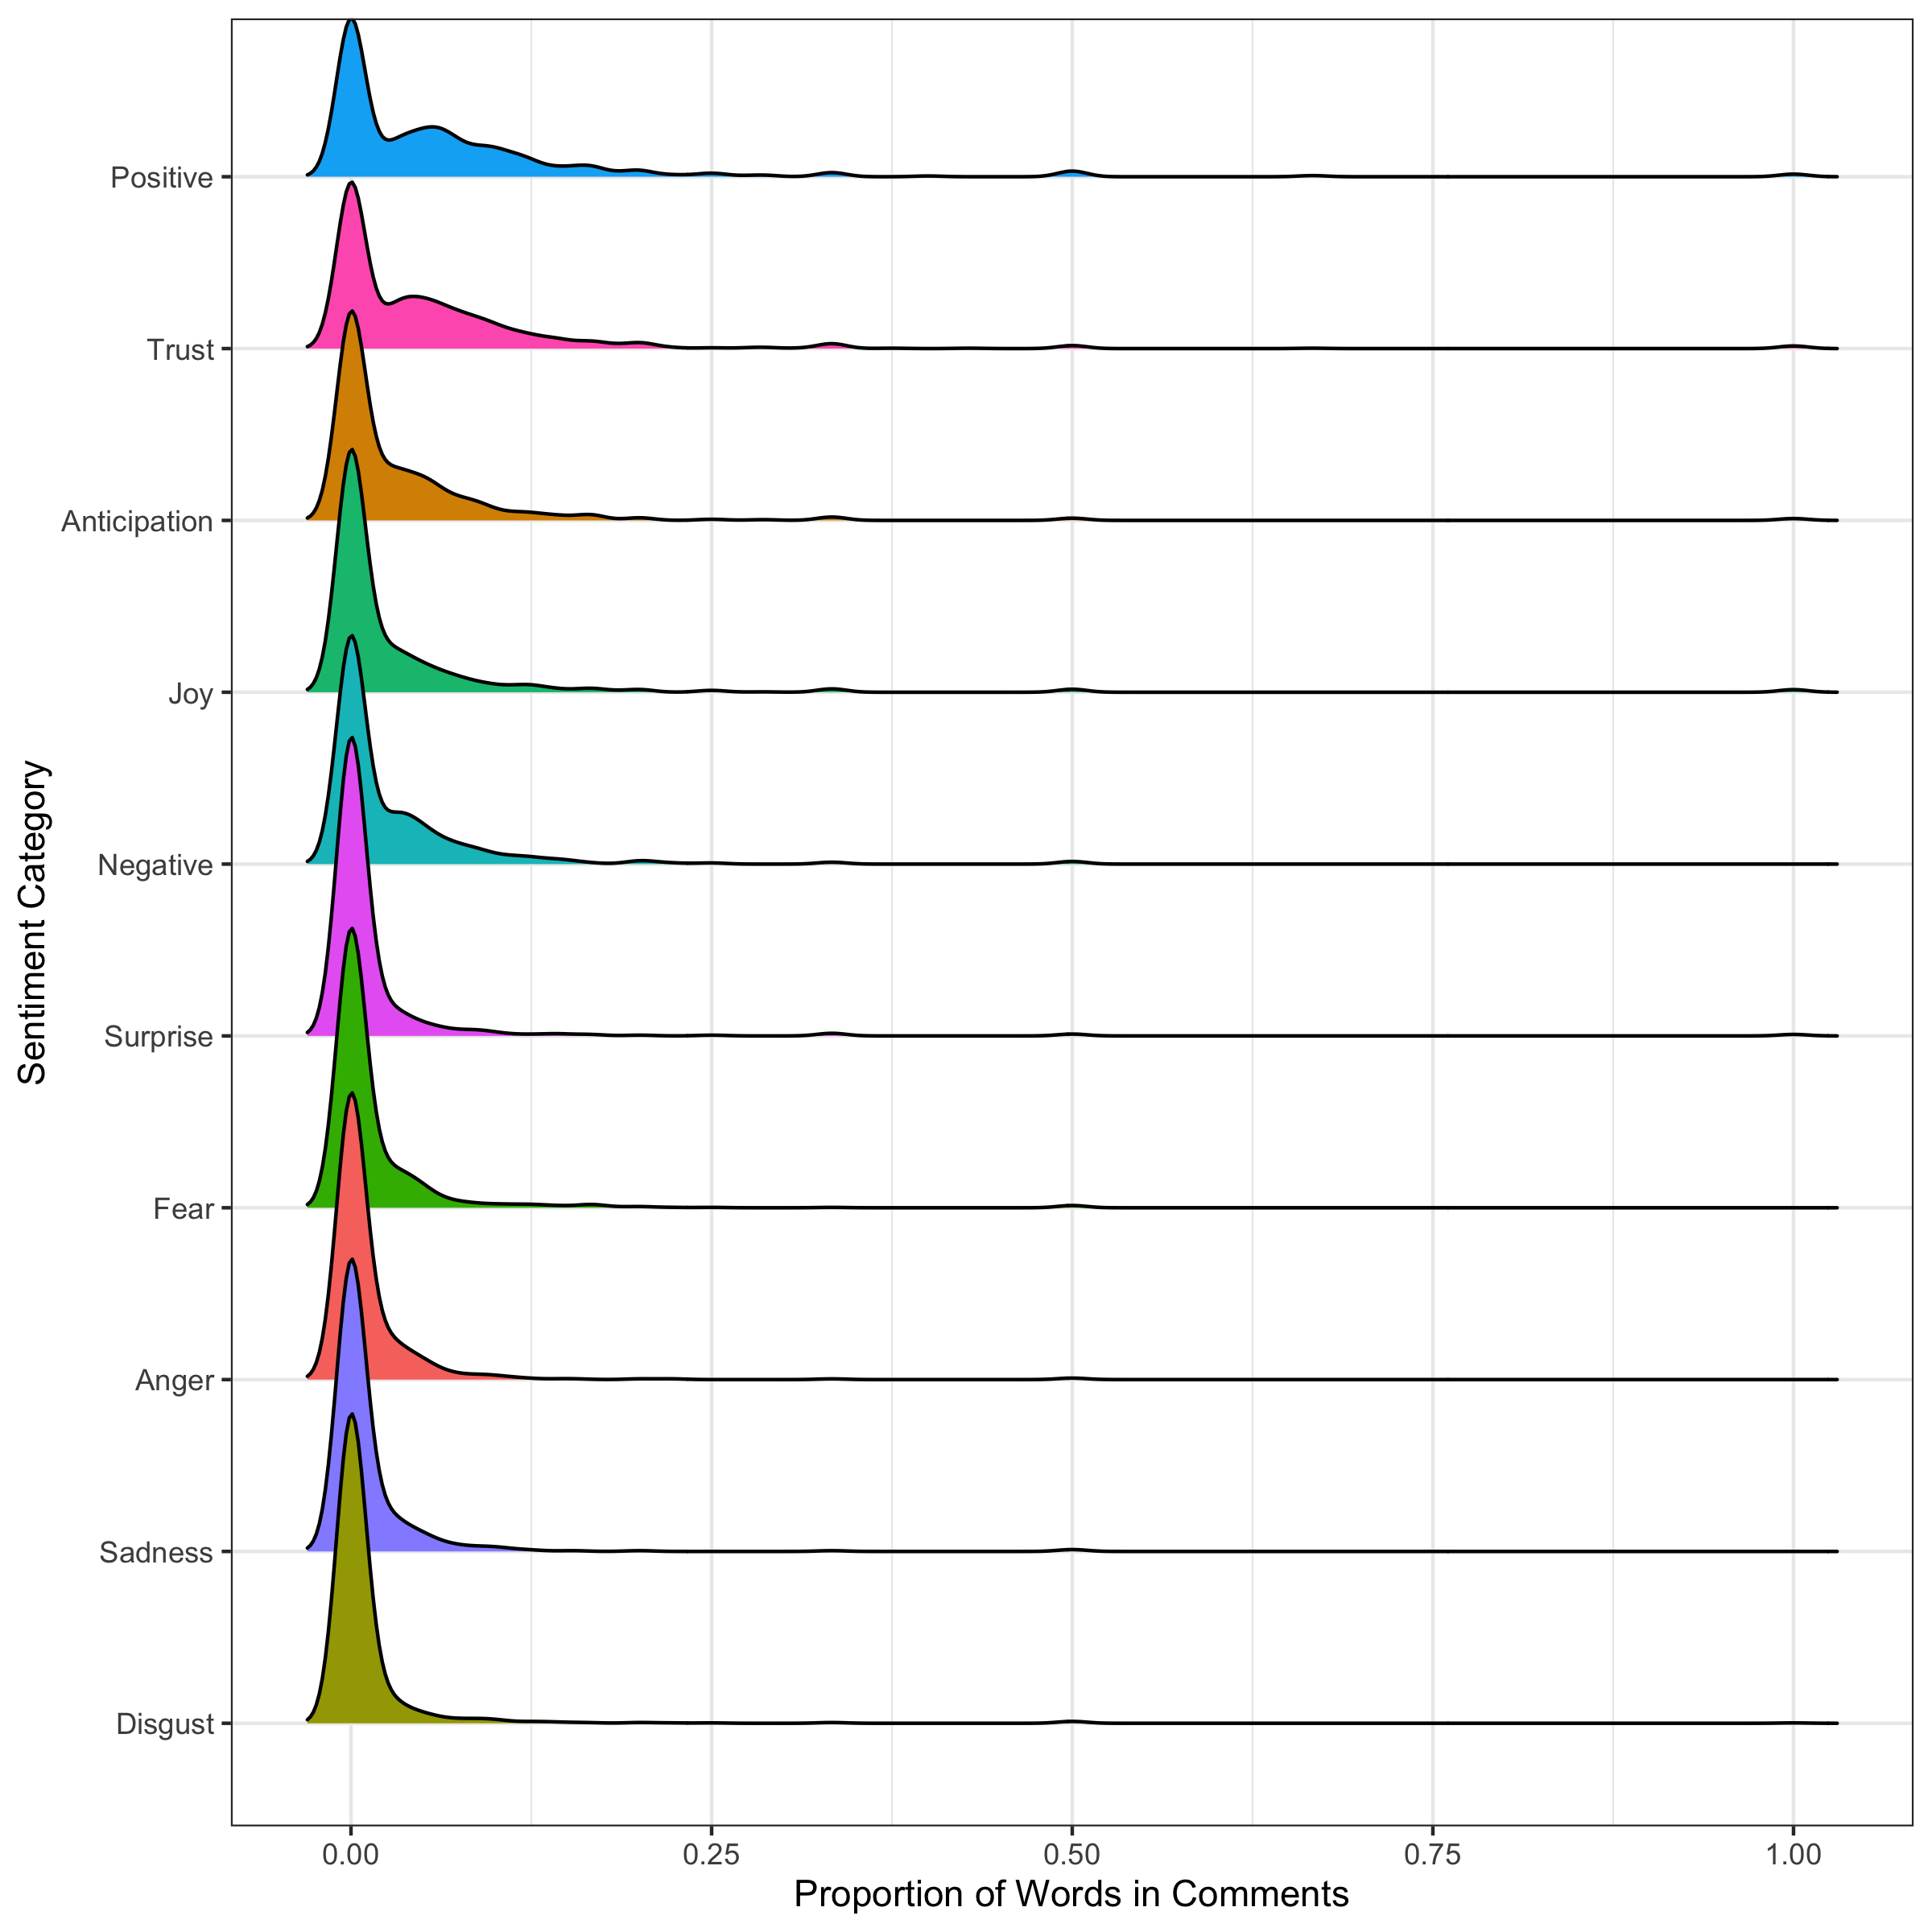 Sentiment Category
Positive
Trust
Anticipation
Joy
Negative
Surprise
Fear
Anger
Sadness
Disgust
0.00 0.25 0.50 0.75 1.00
Proportion of Words in Comments